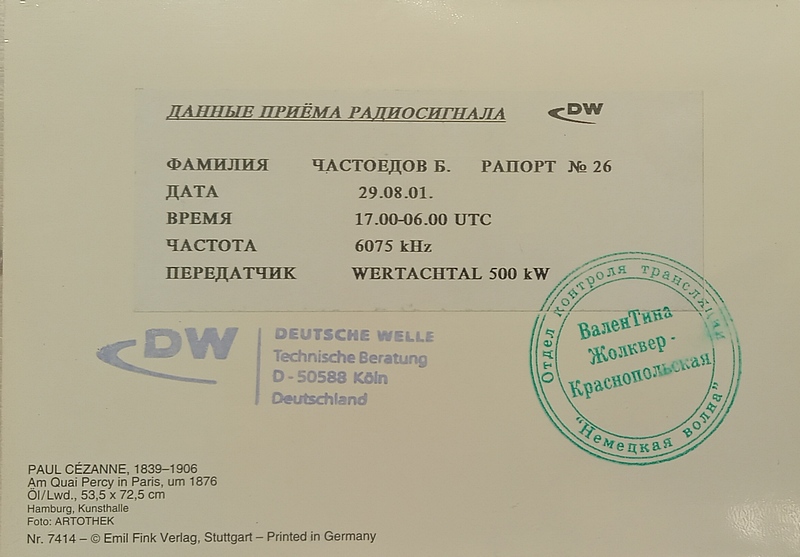 ДАННЫЕ ПРИЁМА РАДИОСИГНАЛА DW
ФАМИЛИЯ ЧАСТОЕДОВ Б. РАПОРТ № 26
ДАТА 29.08.01.
ВРЕМЯ 17.00-06.00 UTC
ЧАСТОТА 6075 kHz
ПЕРЕДАТЧИК WERTACHTAL 500 kW
DW
DEUTSCHE WELLE
Technische Beratung
D - 50588 Köln
Deutschland
Отдел контроля трансляции
ВаленТина
Жолквер -
Краснопольская
"Немецкая волна"
PAUL CÉZANNE, 1839–1906
Am Quai Percy in Paris, um 1876
Öl/Lwd., 53,5 x 72,5 cm
Hamburg, Kunsthalle
Foto: ARTOTHEK
Nr. 7414 – © Emil Fink Verlag, Stuttgart – Printed in Germany